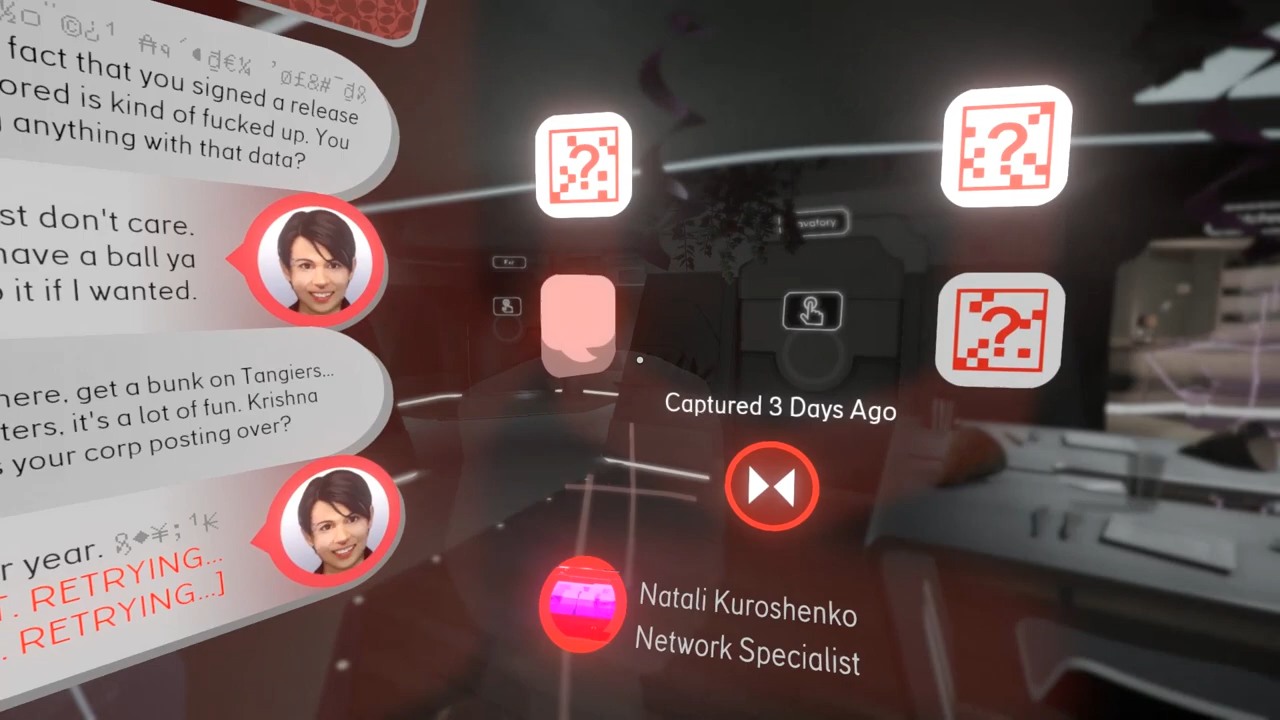 fact that you signed a release
ored is kind of fucked up. You
anything with that data?
st don't care.
have a ball ya
it if I wanted.
here, get a bunk on Tangiers...
ters, it's a lot of fun. Krishna
s your corp posting over?
r year.
T. RETRYING...
. RETRYING...]
?
?
?
Captured 3 Days Ago
Natali Kuroshenko
Network Specialist